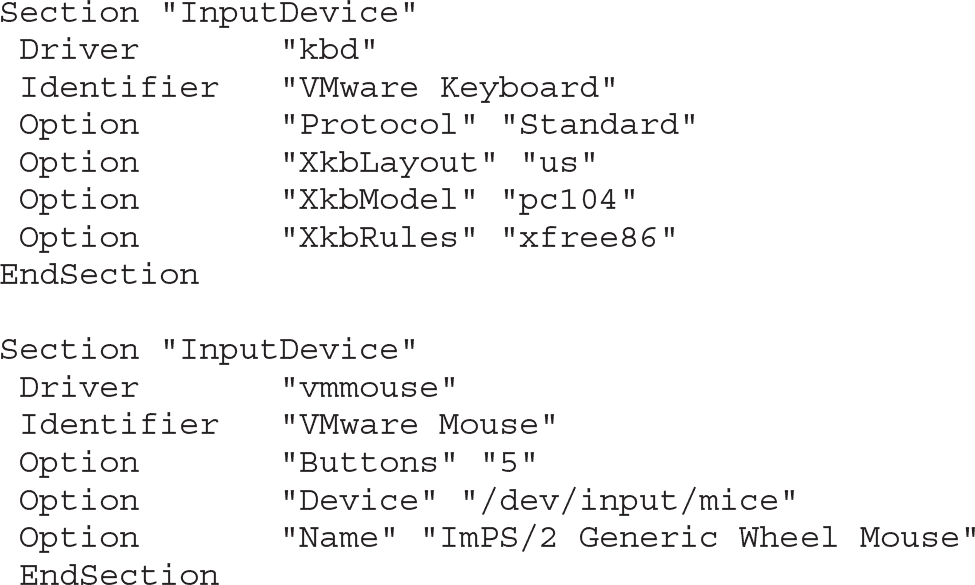 Section "InputDevice"
 Driver       "kbd"
 Identifier   "VMware Keyboard"
 Option       "Protocol" "Standard"
 Option       "XkbLayout" "us"
 Option       "XkbModel" "pc104"
 Option       "XkbRules" "xfree86"
EndSection

Section "InputDevice"
 Driver       "vmmouse"
 Identifier   "VMware Mouse"
 Option       "Buttons" "5"
 Option       "Device" "/dev/input/mice"
 Option       "Name" "ImPS/2 Generic Wheel Mouse"
 EndSection